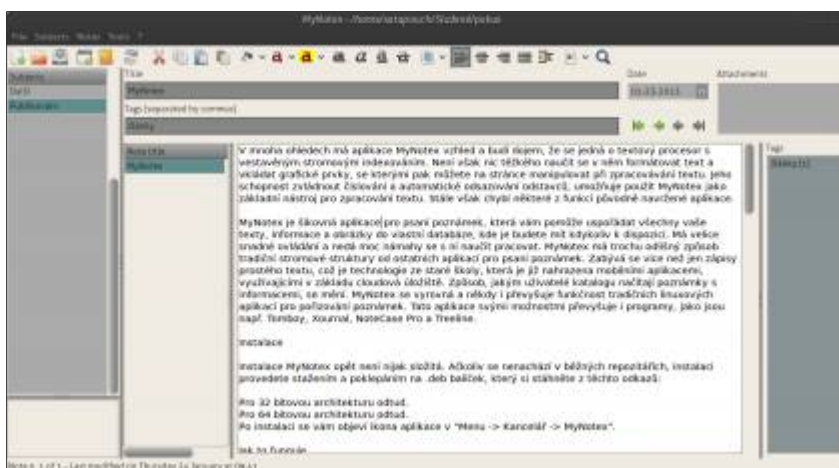 MyNotex - /home/
File Subjects Notes Tools ?
Subjects
Title
Date
Attachments
MyNotex
Tags (separated by commas)
články
Note title
MyNotex
Tags
články [1]
V mnoha ohledech má aplikace MyNotex vzhled a budí dojem, že se jedná o textový procesor s
vestavěným stromovým indexováním. Není však nic těžkého naučit se v něm formátovat text a
vkládat grafické prvky, se kterými pak můžete na stránce manipulovat při zpracovávání textu. Jeho
schopnost zvládnout číslování a automatické odsazování odstavců, umožňuje použít MyNotex jako
základní nástroj pro zpracování textu. Stále však chybí některé z funkcí původně navržené aplikace.
MyNotex je šikovná aplikace pro psaní poznámek, která vám pomůže uspořádat všechny vaše
texty, informace a obrázky do vlastní databáze, kde je budete mít kdykoliv k dispozici. Má velice
snadné ovládání a nedá moc námahy se s ní naučit pracovat. MyNotex má trochu odlišný způsob
tradiční stromové struktury od ostatních aplikací pro psaní poznámek. Zabývá se více než jen zápisy
prostého textu, což je technologie ze staré školy, která je již nahrazena mobilními aplikacemi,
využívajícími v základu cloudová úložiště. Způsob, jakým uživatelé katalogu načítají poznámky s
informacemi, se mění. MyNotex se vyrovná a někdy i převyšuje funkčnost tradičních linuxových
aplikací pro pořizování poznámek. Tato aplikace svými možnostmi převyšuje i programy, jako jsou
např. Tomboy, Xournal, NoteCase Pro a Treeline.
Instalace
Instalace MyNotex opět není nijak složitá. Ačkoliv se nenachází v běžných repozitářích, instalaci
provedete stažením a poklepáním na .deb balíček, který si stáhněte z těchto odkazů:
Pro 32 bitovou architekturu odtud.
Pro 64 bitovou architekturu odtud.
Po instalaci se vám objeví ikona aplikace v "Menu -> Kancelář -> MyNotex".
Jak to funguje